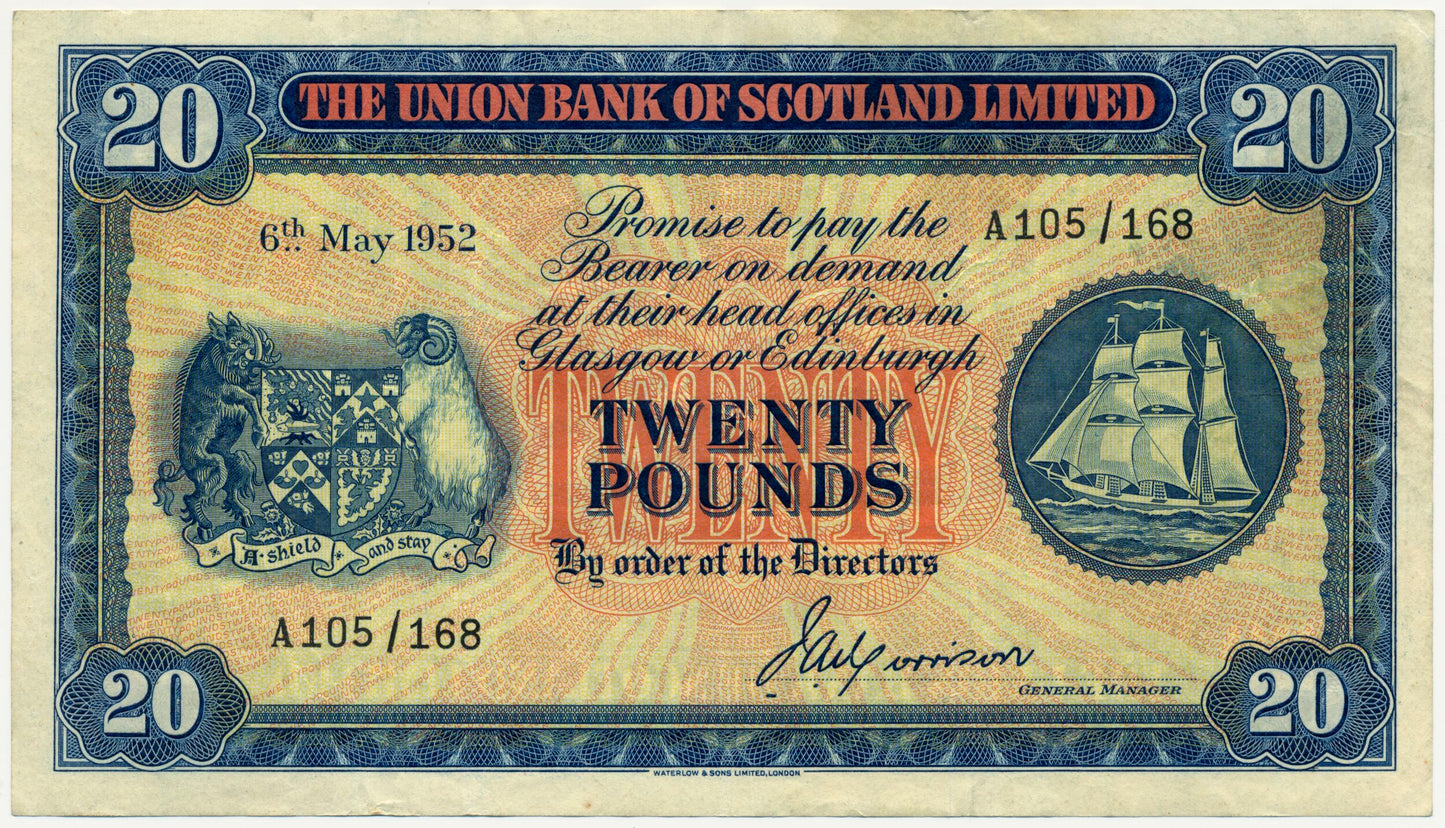 20
THE UNION BANK OF SCOTLAND LIMITED
20
6th May 1952
Promise to pay the
Bearer on demand
at their head offices in
Glasgow or Edinburgh
A105/168
TWENTY
TWENTY
POUNDS
By order of the Directors
A·shield and stay
A105/168
J A Morrison
GENERAL MANAGER
20
20
WATERLOW & SONS LIMITED, LONDON